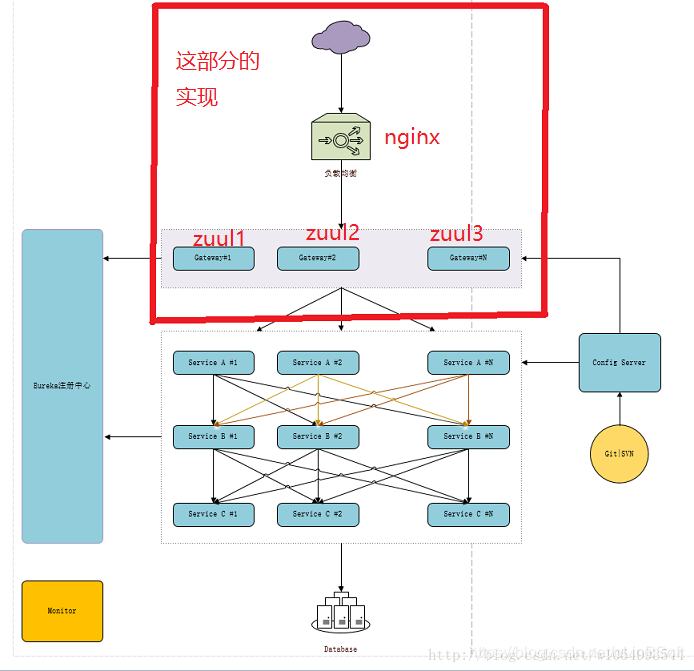 这部分的
实现
nginx
负载均衡
zuul1
zuul2
zuul3
Gateway#1
Gateway#2
Gateway#N
Service A #1
Service A #2
Service A #N
Eureka注册中心
Config Server
Service B #1
Service B #2
Service B #N
Git|SVN
Service C #1
Service C #2
Service C #N
Monitor
Database